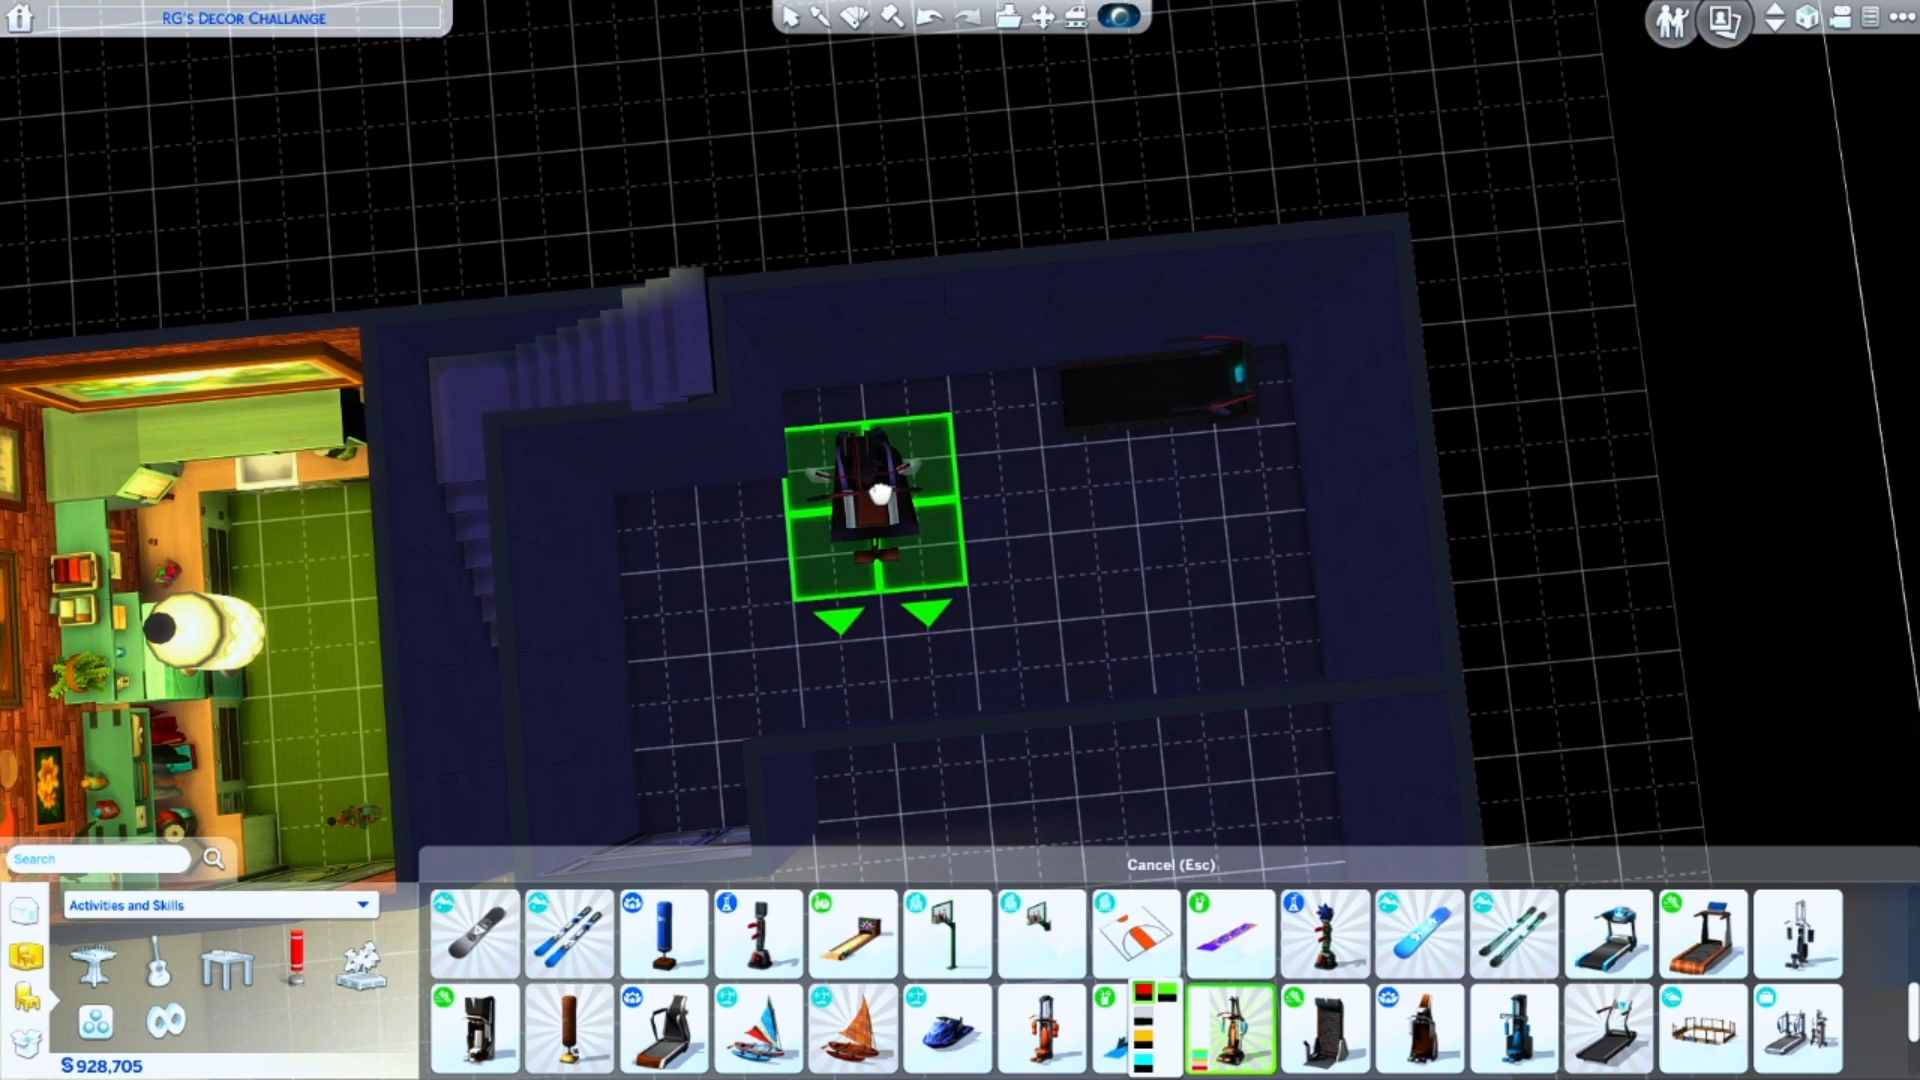 RG's Decor Challange
Cancel (Esc)
Search
Activities and Skills
§928,705